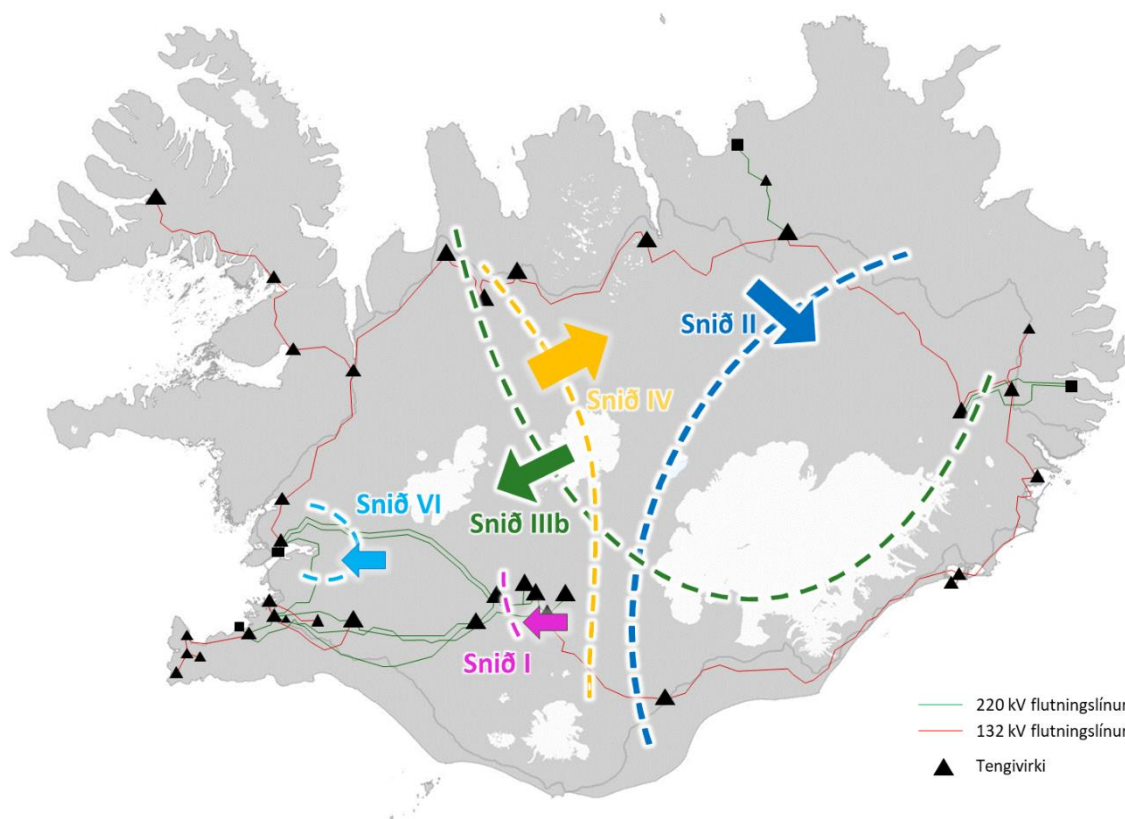 Snið II
Snið IV
Snið VI
Snið IIIb
Snið I
220 kV flutningslínur
132 kV flutningslínur
Tengivirki